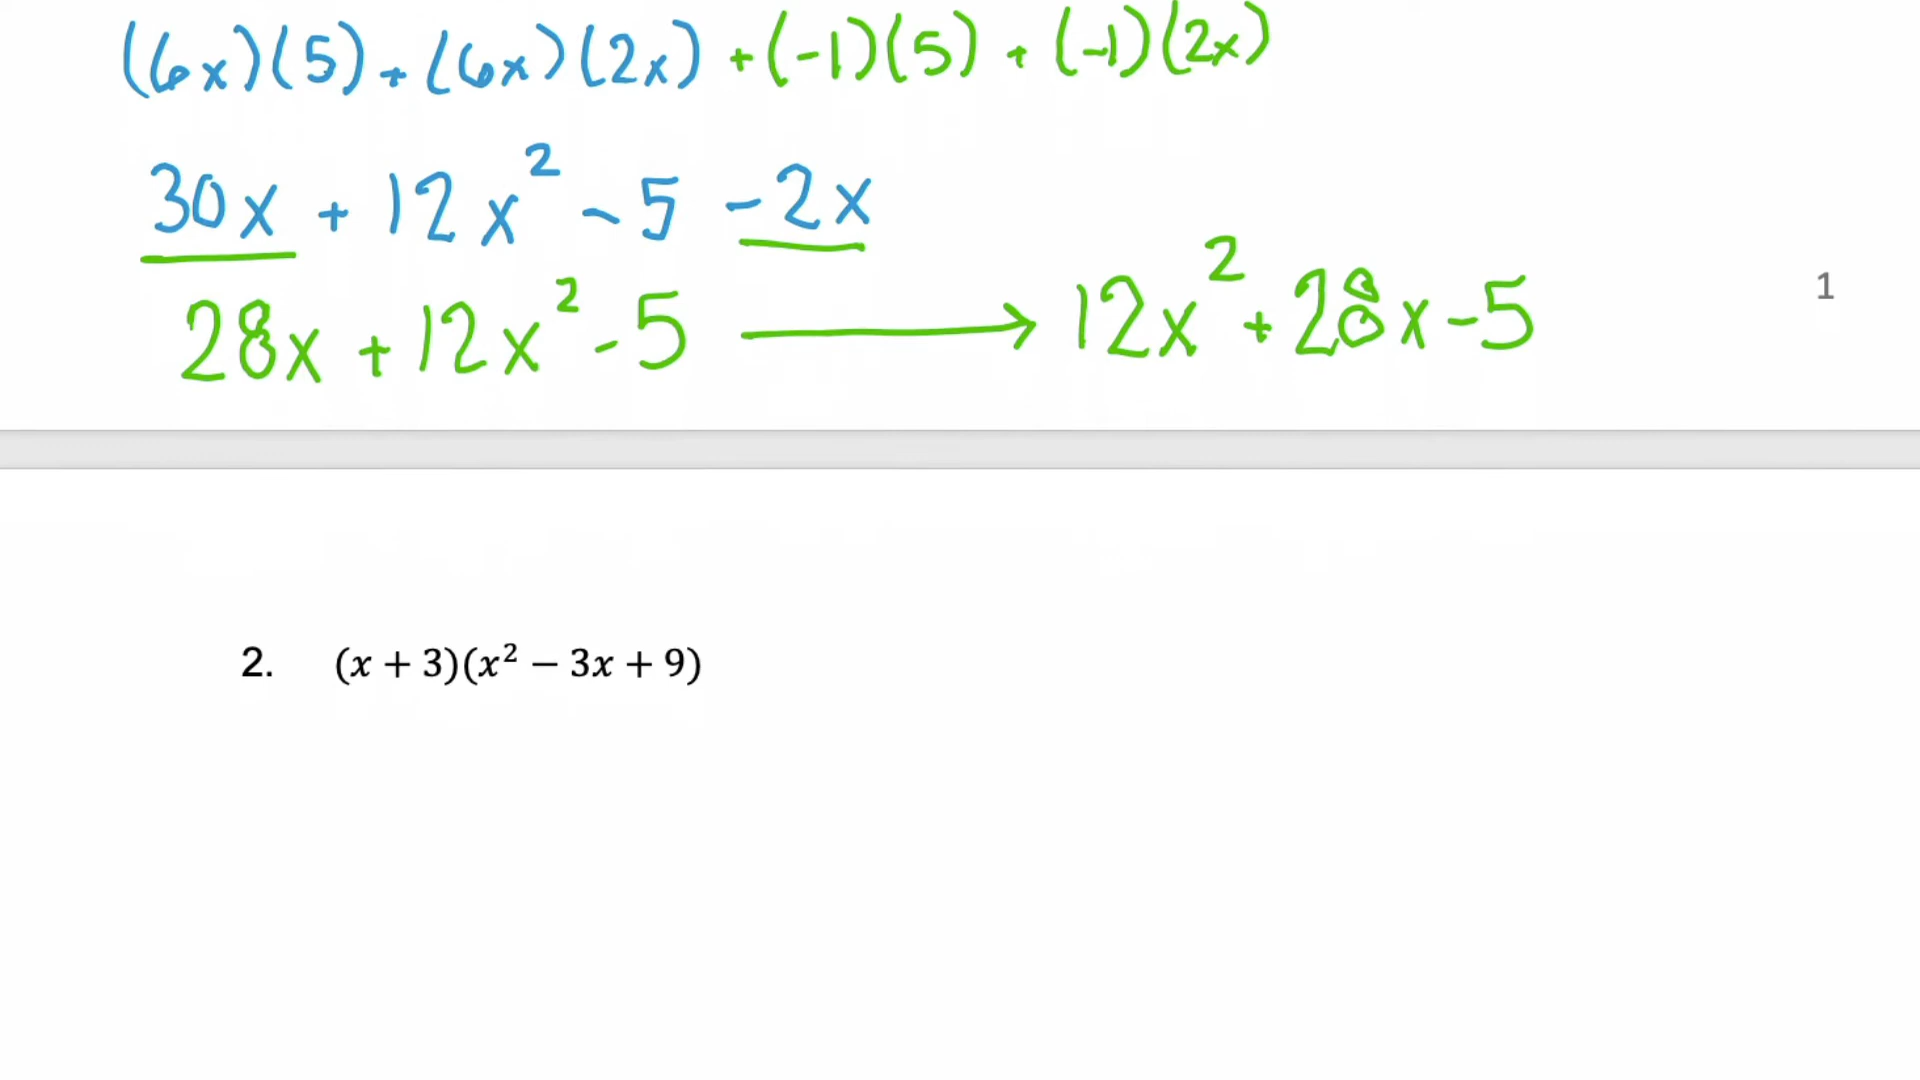 (6x)(5) + (6x)(2x) + (-1)(5) + (-1)(2x)
30x + 12x² - 5 - 2x
28x + 12x² - 5 → 12x² + 28x - 5
1
2. (x + 3)(x² − 3x + 9)